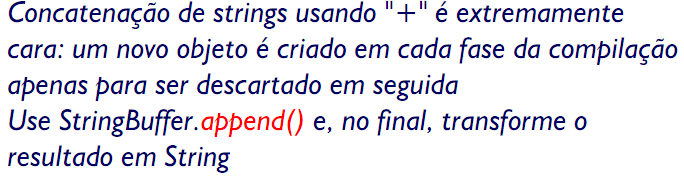 Concatenação de strings usando "+" é extremamente
cara: um novo objeto é criado em cada fase da compilação
apenas para ser descartado em seguida
Use StringBuffer.append() e, no final, transforme o
resultado em String